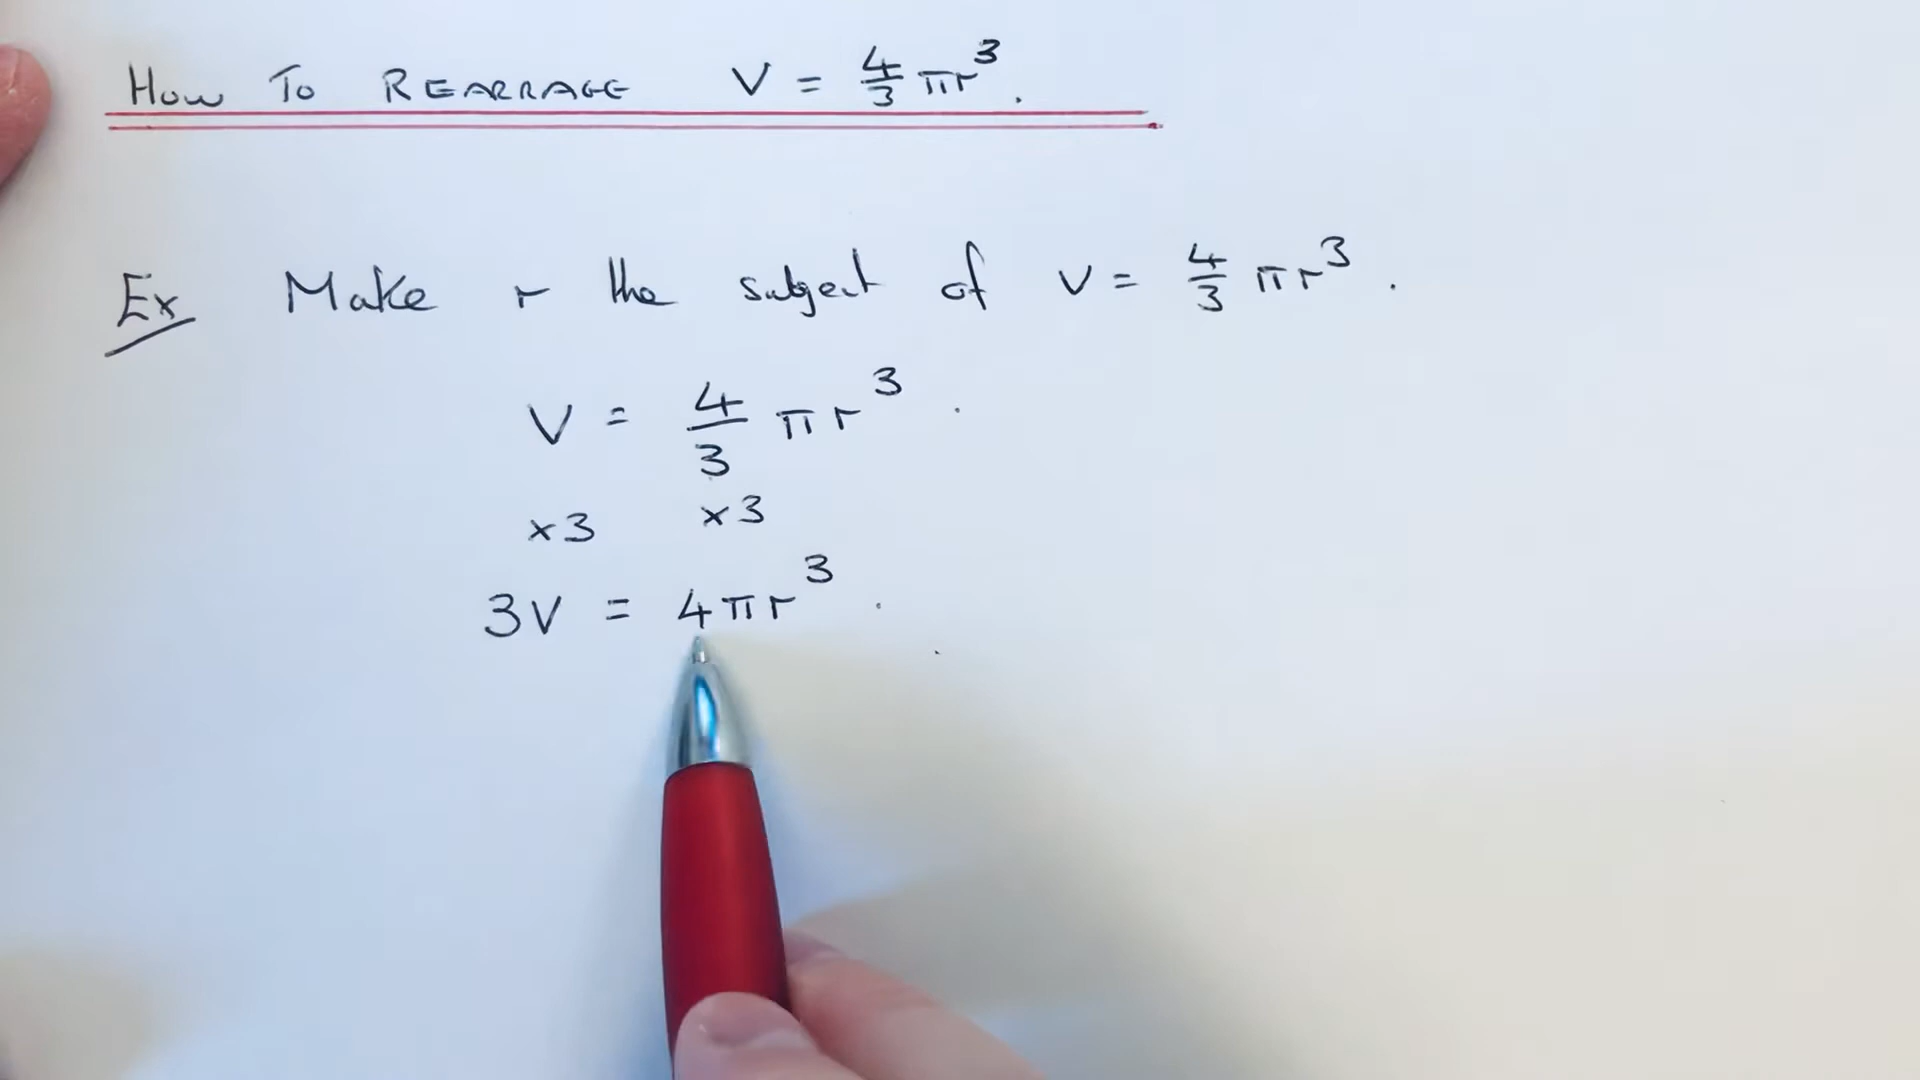 HOW TO REARRAGE V = 4/3 πr³.
Ex Make r the subject of V = 4/3 πr³.
V = 4/3 πr³.
×3 ×3
3V = 4πr³.